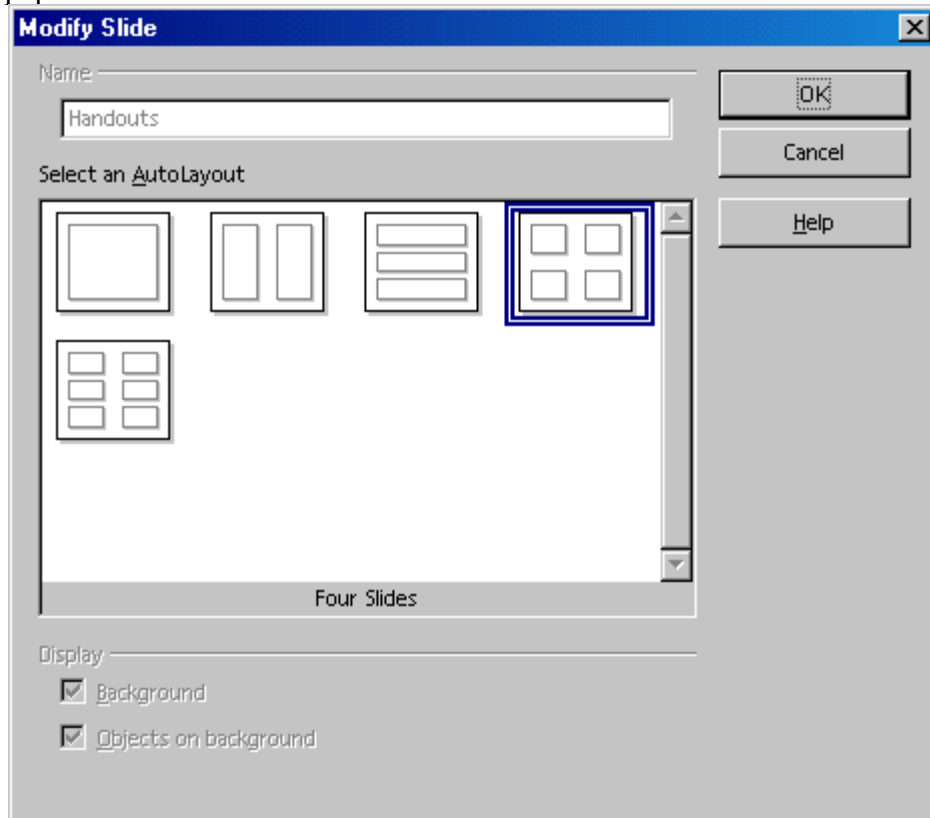 Modify Slide
Name
OK
Handouts
Cancel
Select an AutoLayout
Help
Four Slides
Display
Background
Objects on background